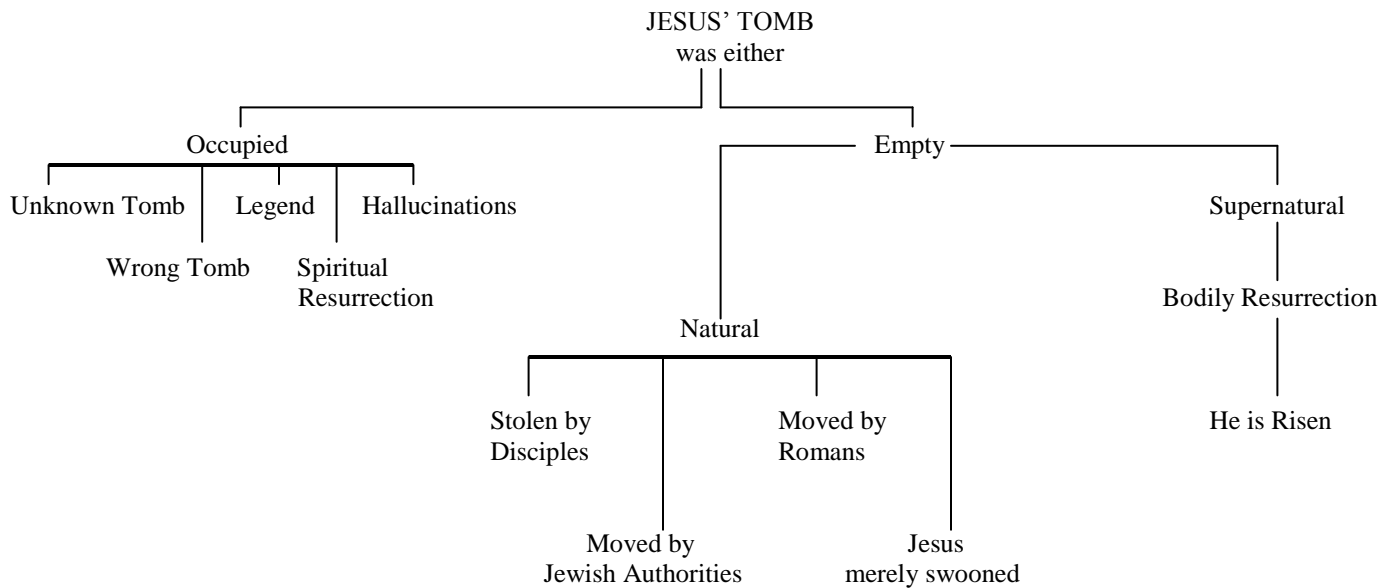 JESUS’ TOMB
was either
Occupied
Empty
Unknown Tomb
Legend
Hallucinations
Supernatural
Wrong Tomb
Spiritual
Resurrection
Bodily Resurrection
Natural
Stolen by
Disciples
Moved by
Romans
He is Risen
Moved by
Jewish Authorities
Jesus
merely swooned